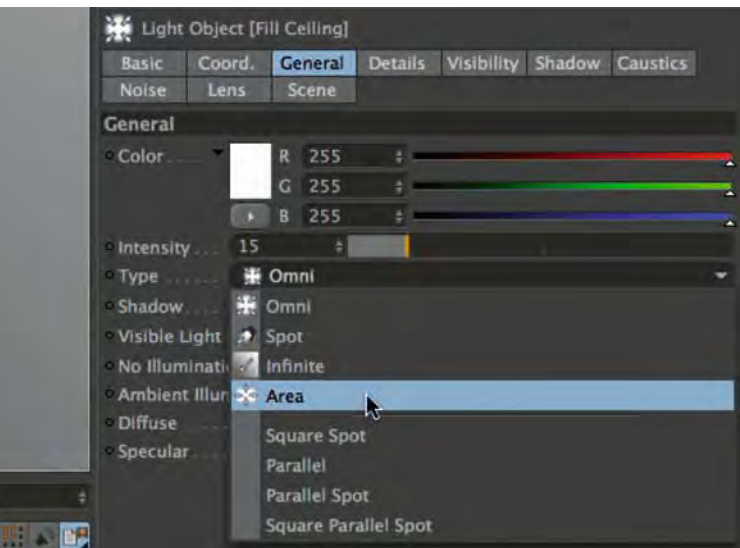 Light Object [Fill Ceiling]
Basic Coord. General Details Visibility Shadow Caustics
Noise Lens Scene
General
Color R 255
G 255
B 255
Intensity 15
Type Omni
Shadow Omni
Visible Light Spot
No Illuminati Infinite
Ambient Illur Area
Diffuse
Square Spot
Specular
Parallel
Parallel Spot
Square Parallel Spot